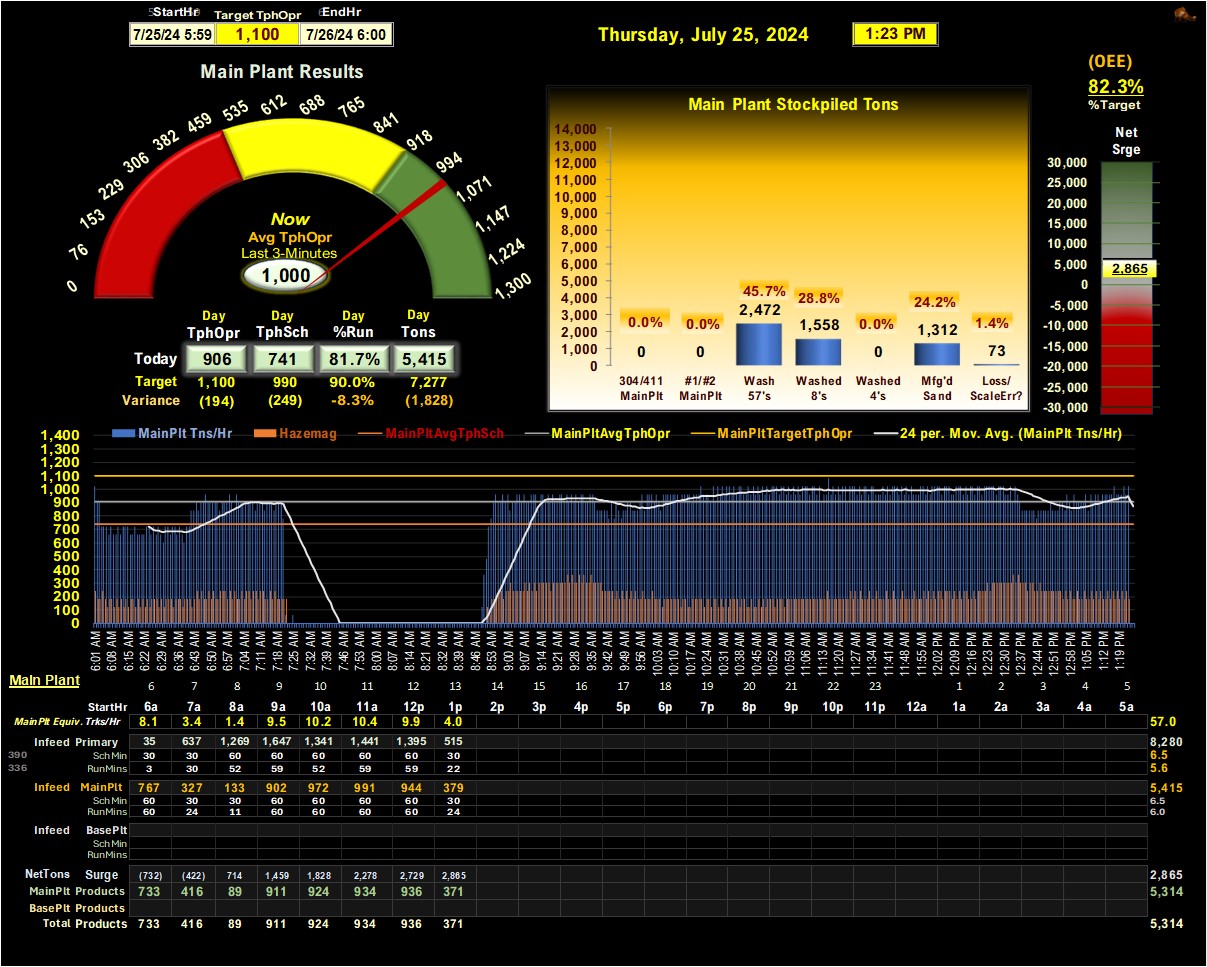 StartHr Target TphOpr EndHr
7/25/24 5:59 1,100 7/26/24 6:00
Thursday, July 25, 2024 1:23 PM
(OEE)
82.3%
%Target
Main Plant Results
0 76 153 229 306 382 459 535 612 688 765 841 918 994 1,071 1,147 1,224 1,300
Now
Avg TphOpr
Last 3-Minutes
1,000
Day Day Day Day
TphOpr TphSch %Run Tons
Today 906 741 81.7% 5,415
Target 1,100 990 90.0% 7,277
Variance (194) (249) -8.3% (1,828)
Main Plant Stockpiled Tons
14,000
13,000
12,000
11,000
10,000
9,000
8,000
7,000
6,000
5,000
4,000
3,000
2,000
1,000
0
0.0% 0.0% 45.7% 28.8% 0.0% 24.2% 1.4%
0 0 2,472 1,558 0 1,312 73
304/411 #1/#2 Wash Washed Washed Mfg'd Loss/
MainPlt MainPlt 57's 8's 4's Sand ScaleErr?
Net
Srge
30,000
25,000
20,000
15,000
10,000
5,000
0
-5,000
-10,000
-15,000
-20,000
-25,000
-30,000
2,865
MainPlt Tns/Hr Hazemag MainPltAvgTphSch MainPltAvgTphOpr MainPltTargetTphOpr 24 per. Mov. Avg. (MainPlt Tns/Hr)
1,400
1,300
1,200
1,100
1,000
900
800
700
600
500
400
300
200
100
0
6:01 AM 6:08 AM 6:15 AM 6:22 AM 6:29 AM 6:36 AM 6:43 AM 6:50 AM 6:57 AM 7:04 AM 7:11 AM 7:18 AM 7:25 AM 7:32 AM 7:39 AM 7:46 AM 7:53 AM 8:00 AM 8:07 AM 8:14 AM 8:21 AM 8:32 AM 8:39 AM 8:46 AM 8:53 AM 9:00 AM 9:07 AM 9:14 AM 9:21 AM 9:28 AM 9:35 AM 9:42 AM 9:49 AM 9:56 AM 10:03 AM 10:10 AM 10:17 AM 10:24 AM 10:31 AM 10:38 AM 10:45 AM 10:52 AM 10:59 AM 11:06 AM 11:13 AM 11:20 AM 11:27 AM 11:34 AM 11:41 AM 11:48 AM 11:55 AM 12:02 PM 12:09 PM 12:16 PM 12:23 PM 12:30 PM 12:37 PM 12:44 PM 12:51 PM 12:58 PM 1:05 PM 1:12 PM 1:19 PM
Main Plant
6 7 8 9 10 11 12 13 14 15 16 17 18 19 20 21 22 23 1 2 3 4 5
StartHr 6a 7a 8a 9a 10a 11a 12p 1p 2p 3p 4p 5p 6p 7p 8p 9p 10p 11p 12a 1a 2a 3a 4a 5a
MainPlt Equiv. Trks/Hr 8.1 3.4 1.4 9.5 10.2 10.4 9.9 4.0 57.0
Infeed Primary 35 637 1,269 1,647 1,341 1,441 1,395 515 8,280
390 SchMin 30 30 60 60 60 60 60 30 6.5
336 RunMins 3 30 52 59 52 59 59 22 5.6
Infeed MainPlt 767 327 133 902 972 991 944 379 5,415
SchMin 60 30 30 60 60 60 60 30 6.5
RunMins 60 24 11 60 60 60 60 24 6.0
Infeed BasePlt
SchMin
RunMins
NetTons Surge (732) (422) 714 1,459 1,828 2,278 2,729 2,865 2,865
MainPlt Products 733 416 89 911 924 934 936 371 5,314
BasePlt Products
Total Products 733 416 89 911 924 934 936 371 5,314